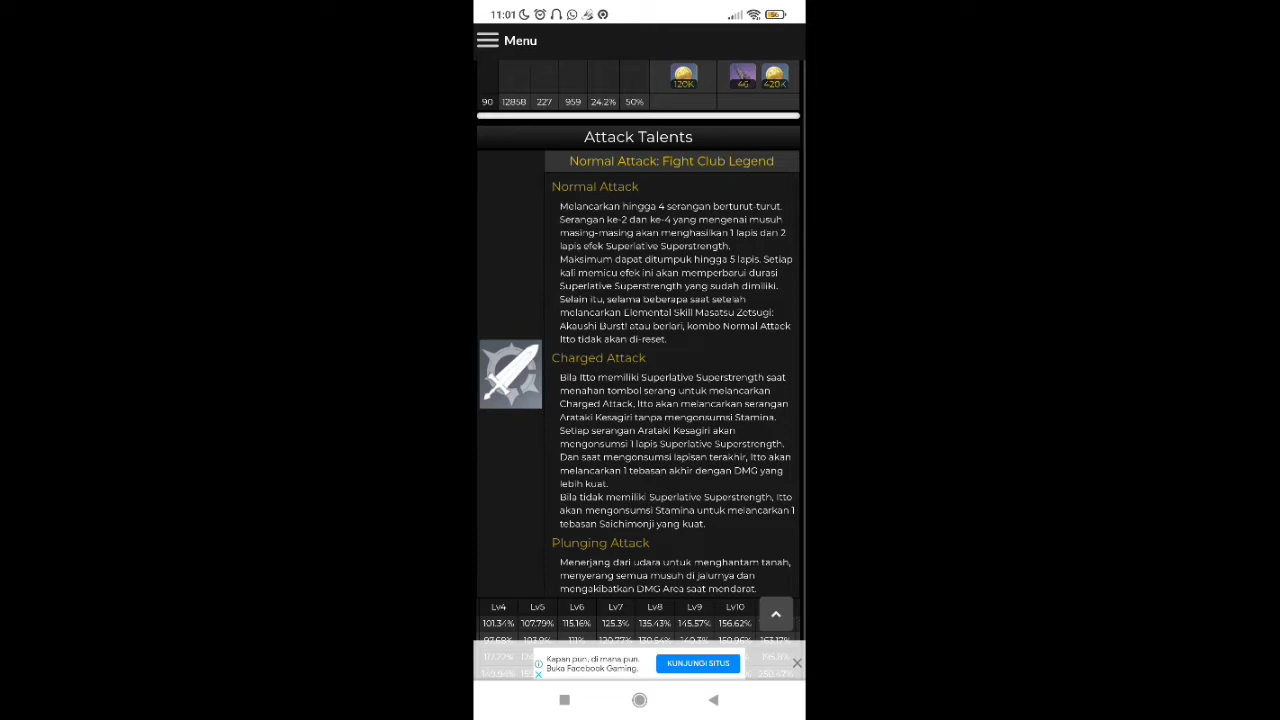 11:01
56
Menu
120K
46
420K
90 12858 227 959 24.2% 50%
Attack Talents
Normal Attack: Fight Club Legend
Normal Attack
Melancarkan hingga 4 serangan berturut-turut.
Serangan ke-2 dan ke-4 yang mengenai musuh
masing-masing akan menghasilkan 1 lapis dan 2
lapis efek Superlative Superstrength.
Maksimum dapat ditumpuk hingga 5 lapis. Setiap
kali memicu efek ini akan memperbarui durasi
Superlative Superstrength yang sudah dimiliki.
Selain itu, selama beberapa saat setelah
melancarkan Elemental Skill Masatsu Zetsugi:
Akaushi Burst! atau berlari, kombo Normal Attack
Itto tidak akan di-reset.
Charged Attack
Bila Itto memiliki Superlative Superstrength saat
menahan tombol serang untuk melancarkan
Charged Attack, Itto akan melancarkan serangan
Arataki Kesagiri tanpa mengonsumsi Stamina.
Setiap serangan Arataki Kesagiri akan
mengonsumsi 1 lapis Superlative Superstrength.
Dan saat mengonsumsi lapisan terakhir, Itto akan
melancarkan 1 tebasan akhir dengan DMG yang
lebih kuat.
Bila tidak memiliki Superlative Superstrength, Itto
akan mengonsumsi Stamina untuk melancarkan 1
tebasan Saichimonji yang kuat.
Plunging Attack
Menerjang dari udara untuk menghantam tanah,
menyerang semua musuh di jalurnya dan
mengakibatkan DMG Area saat mendarat.
Lv4 Lv5 Lv6 Lv7 Lv8 Lv9 Lv10
101.34% 107.79% 115.16% 125.3% 135.43% 145.57% 156.62%
Kapan pun, di mana pun.
Buka Facebook Gaming.
KUNJUNGI SITUS